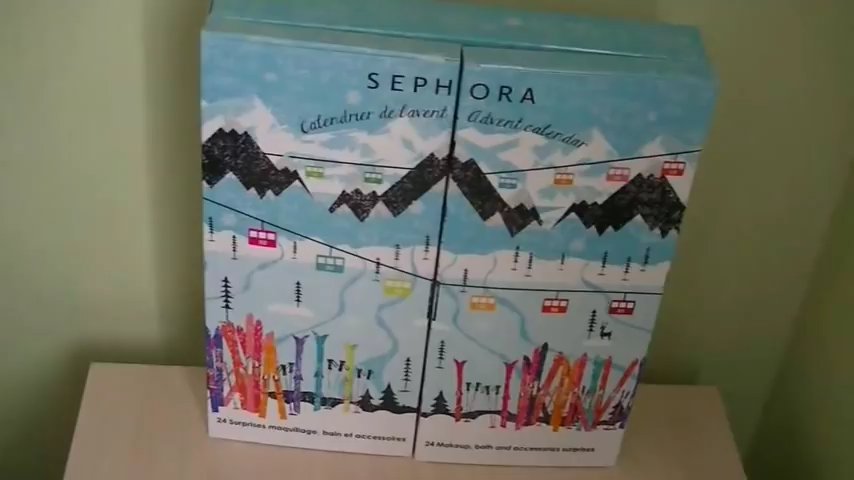 SEPHORA
Calendrier de l'avent Advent calendar
24 Surprises maquillage, bain et accessoires
24 Makeup, bath and accessories surprises